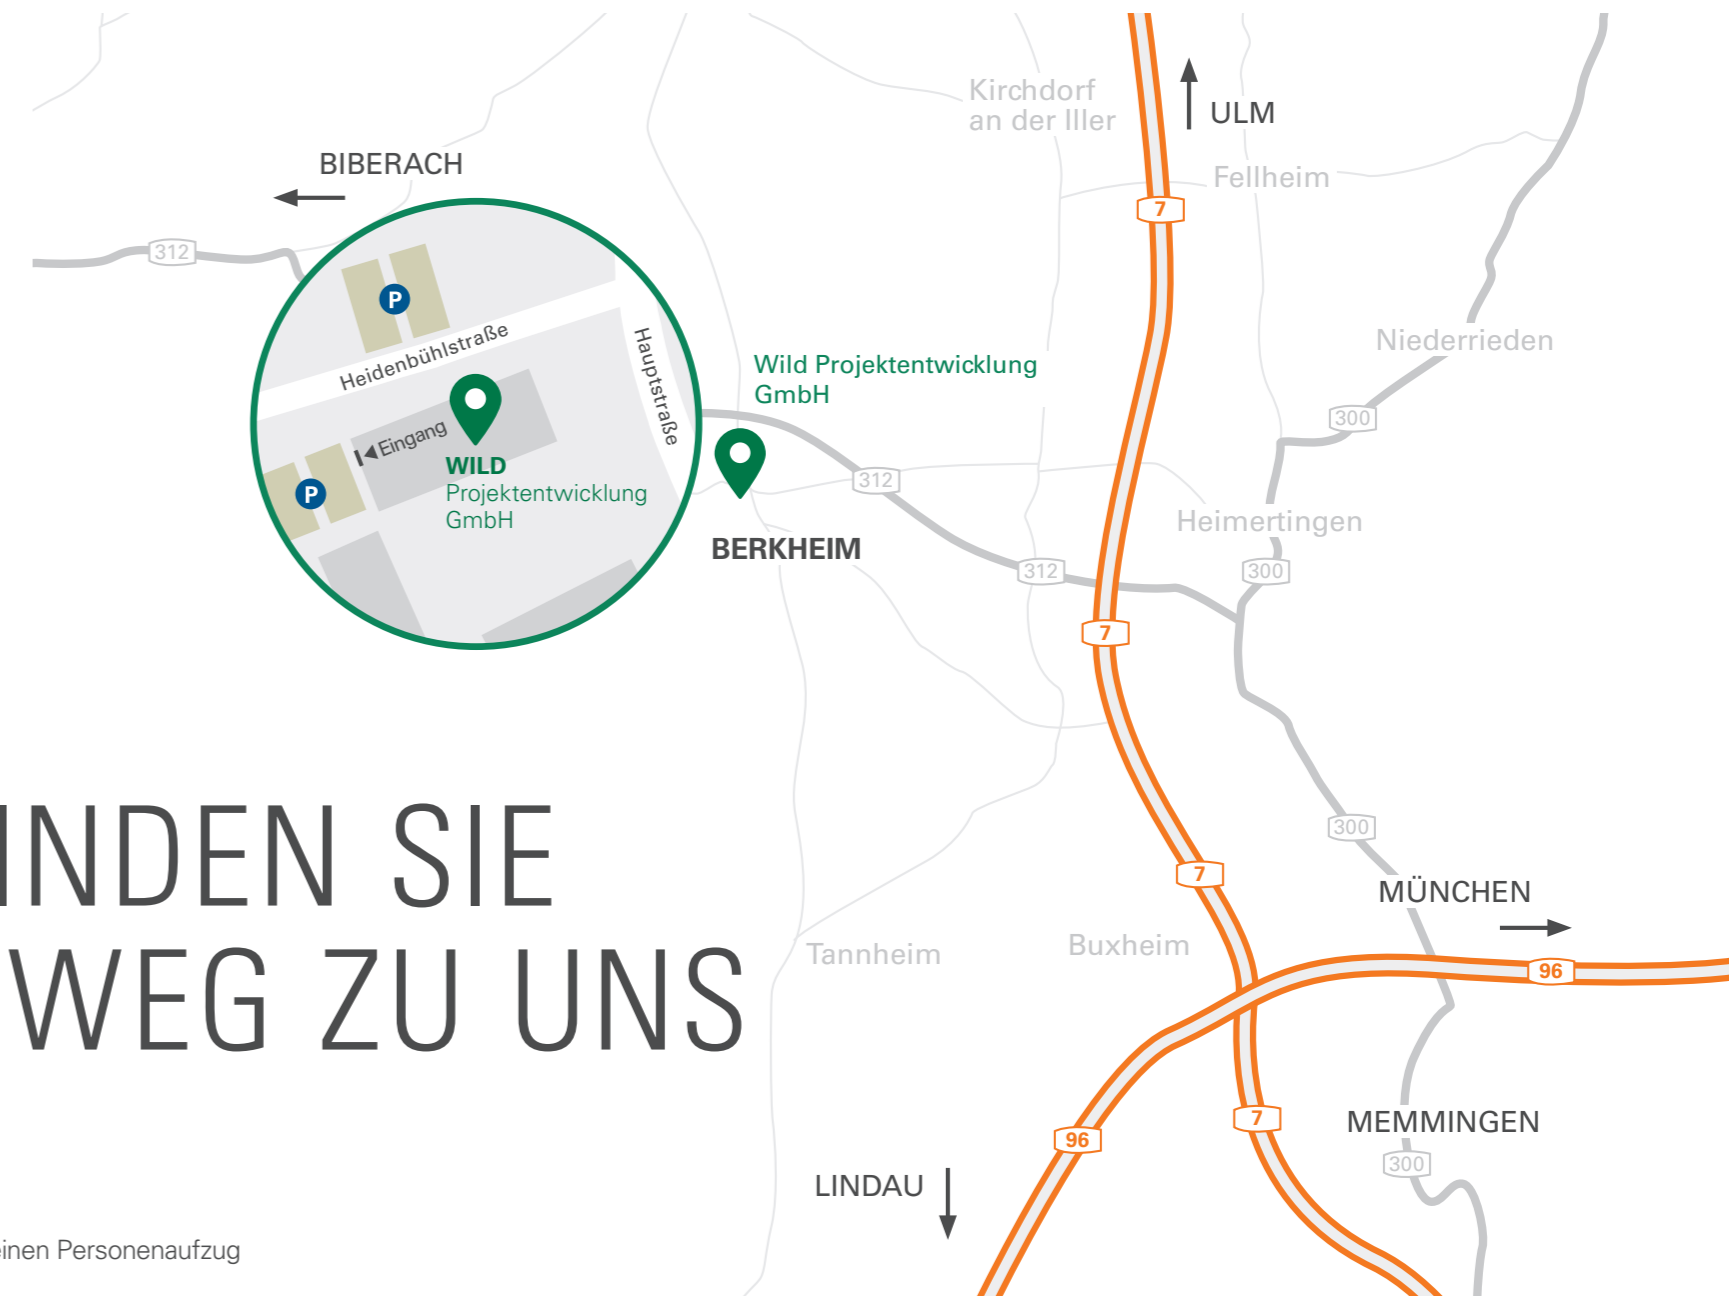 Kirchdorf
an der Iller
ULM
BIBERACH
Fellheim
7
312
P
Heidenbühlstraße
Hauptstraße
Niederrieden
Wild Projektentwicklung
GmbH
300
Eingang
WILD
Projektentwicklung
GmbH
P
312
Heimertingen
BERKHEIM
312
300
7
INDEN SIE
WEG ZU UNS
300
7
MÜNCHEN
Tannheim
Buxheim
96
7
MEMMINGEN
96
300
LINDAU
einen Personenaufzug